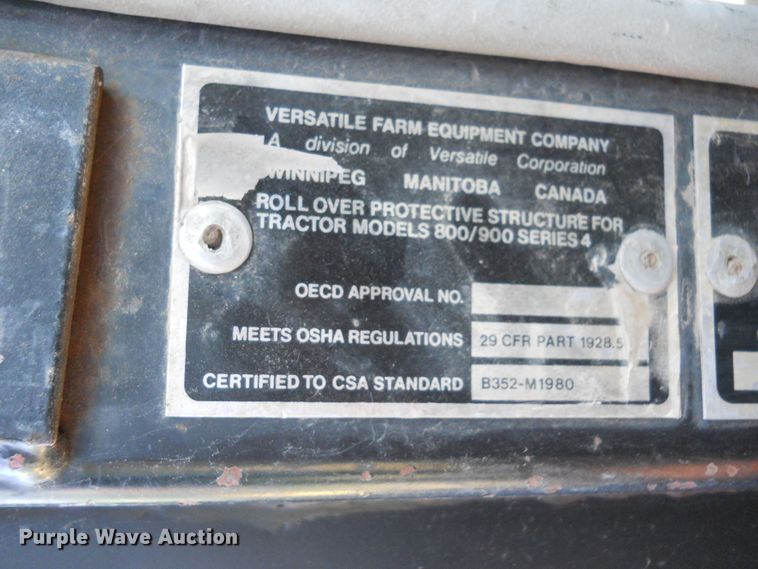 VERSATILE FARM EQUIPMENT COMPANY
A division of Versatile Corporation
WINNIPEG MANITOBA CANADA
ROLL OVER PROTECTIVE STRUCTURE FOR
TRACTOR MODELS 800/900 SERIES 4
OECD APPROVAL NO.
MEETS OSHA REGULATIONS 29 CFR PART 1928.5
CERTIFIED TO CSA STANDARD B352-M1980
Purple Wave Auction